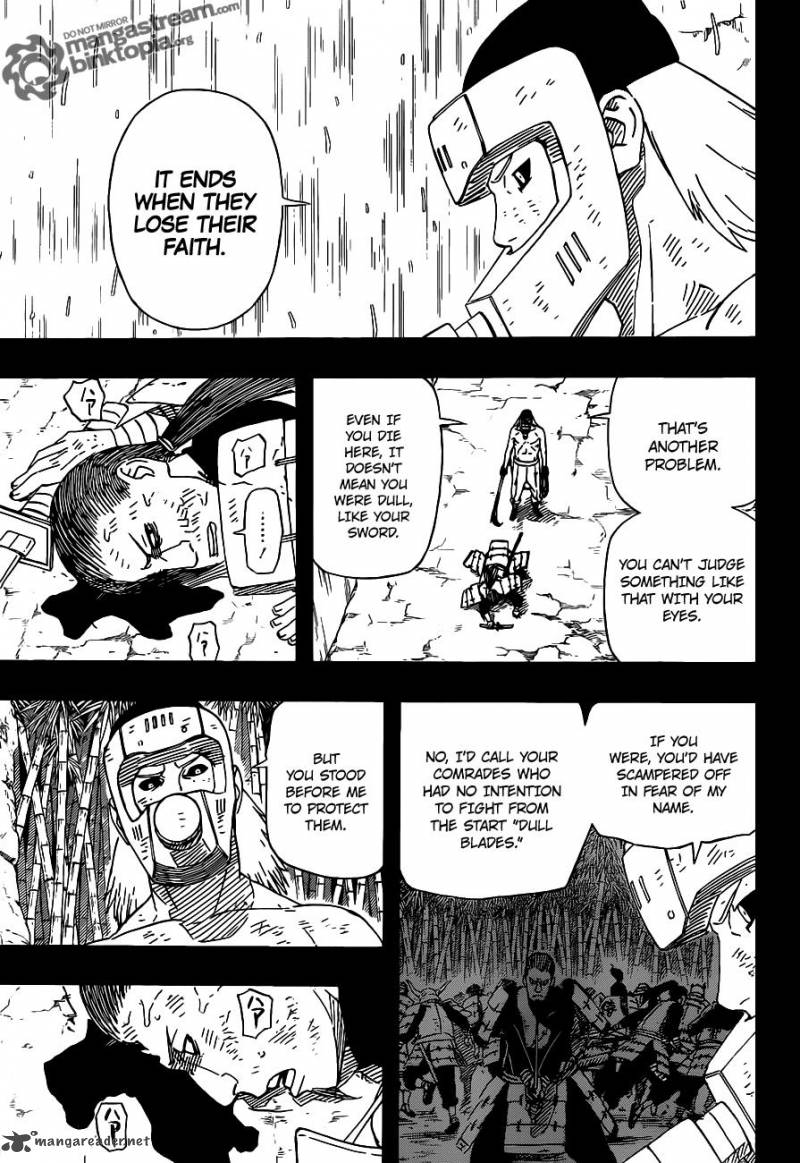 DO NOT MIRROR
mangastream.com
binktopia.org
IT ENDS
WHEN THEY
LOSE THEIR
FAITH.
THAT'S
ANOTHER
PROBLEM.
YOU CAN'T JUDGE
SOMETHING LIKE
THAT WITH YOUR
EYES.
EVEN IF
YOU DIE
HERE, IT
DOESN'T
MEAN YOU
WERE DULL,
LIKE YOUR
SWORD.
.......
IF YOU
WERE, YOU'D HAVE
SCAMPERED OFF
IN FEAR OF MY
NAME.
NO, I'D CALL YOUR
COMRADES WHO
HAD NO INTENTION
TO FIGHT FROM
THE START "DULL
BLADES."
BUT
YOU STOOD
BEFORE ME
TO PROTECT
THEM.
mangareader.net